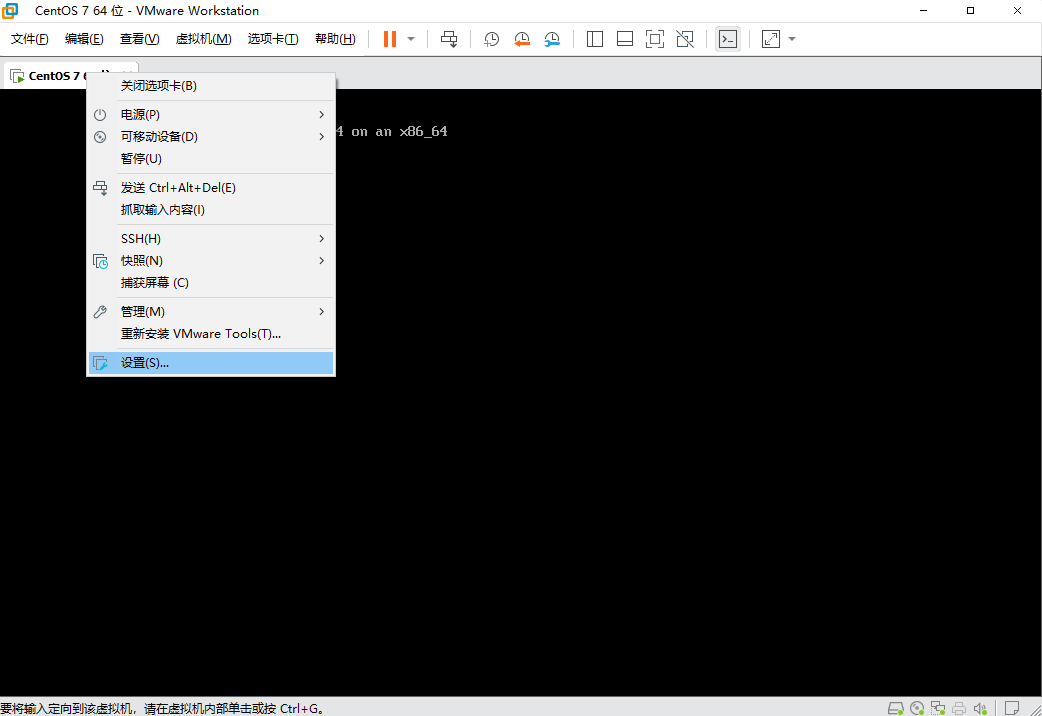 CentOS 7 64 位 - VMware Workstation
文件(F) 编辑(E) 查看(V) 虚拟机(M) 选项卡(T) 帮助(H)
CentOS 7 6
关闭选项卡(B)
电源(P)
4 on an x86_64
可移动设备(D)
暂停(U)
发送 Ctrl+Alt+Del(E)
抓取输入内容(I)
SSH(H)
快照(N)
捕获屏幕 (C)
管理(M)
重新安装 VMware Tools(T)...
设置(S)...
要将输入定向到该虚拟机，请在虚拟机内部单击或按 Ctrl+G。